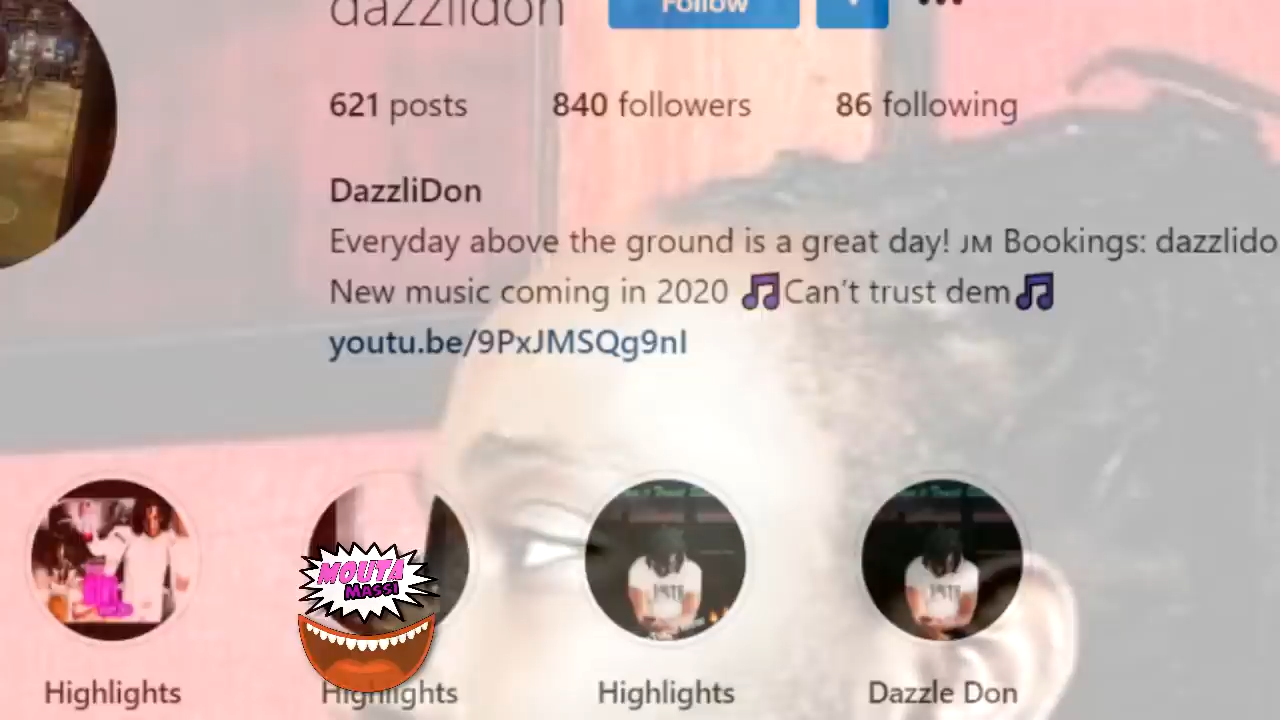 dazzlidon Follow
621 posts 840 followers 86 following
DazzliDon
Everyday above the ground is a great day! JM Bookings: dazzlido
New music coming in 2020 🎵Can't trust dem🎵
youtu.be/9PxJMSQg9nI
MOUTA
MASSI
Highlights Highlights Highlights Dazzle Don